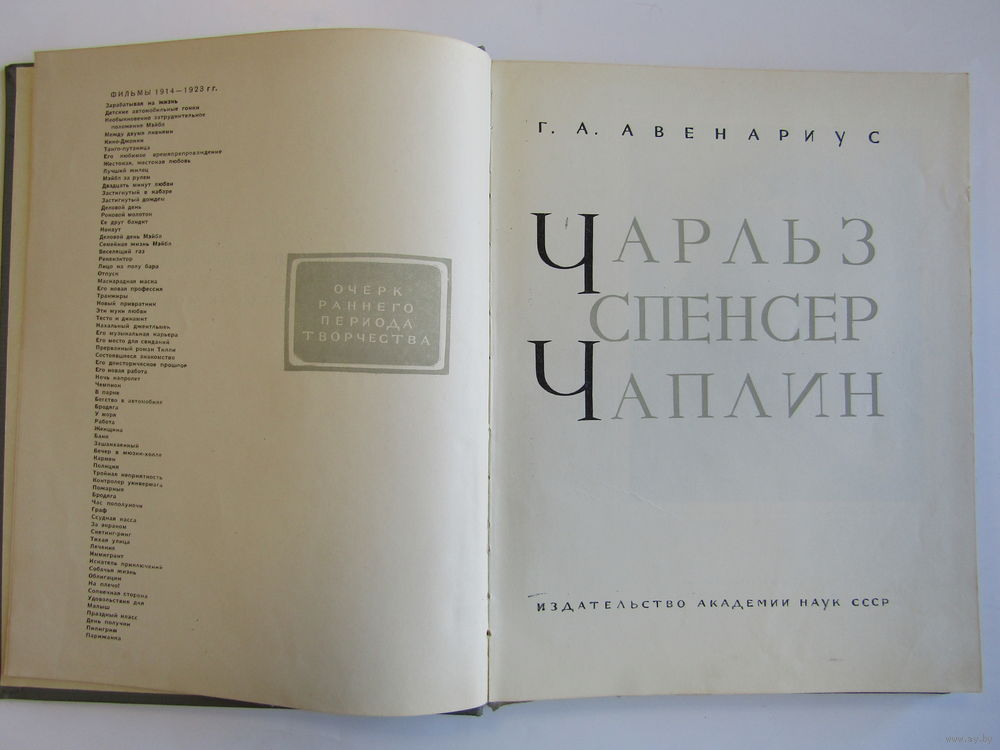 ФИЛЬМЫ 1914—1923 гг.
Зарабатывая на жизнь
Детские автомобильные гонки
Необыкновенно затруднительное
положение Мэйбл
Между двумя ливнями
Кино-Джонни
Танго-путаница
Его любимое времяпрепровождение
Жестокая, жестокая любовь
Лучший жилец
Мэйбл за рулем
Двадцать минут любви
Застигнутый в кабаре
Застигнутый дождем
Деловой день
Роковой молоток
Ее друг бандит
Нокаут
Деловой день Мэйбл
Семейная жизнь Мэйбл
Веселящий газ
Реквизитор
Лицо на полу бара
Отпуск
Маскарадная маска
Его новая профессия
Транжиры
Новый привратник
Эти муки любви
Тесто и динамит
Нахальный джентльмен
Его музыкальная карьера
Его место для свиданий
Прерванный роман Тилли
Состоявшееся знакомство
Его доисторическое прошлое
Его новая работа
Ночь напролет
Чемпион
В парке
Бегство в автомобиле
Бродяга
У моря
Работа
Женщина
Банк
Зашанхаенный
Вечер в мюзик-холле
Кармен
Полиция
Тройная неприятность
Контролер универмага
Пожарный
Бродяга
Час пополуночи
Граф
Ссудная касса
За экраном
Скетинг-ринг
Тихая улица
Лечение
Иммигрант
Искатель приключений
Собачья жизнь
Облигации
На плечо!
Солнечная сторона
Удовольствия дня
Малыш
Праздный класс
День получки
Пилигрим
Парижанка
ОЧЕРК
РАННЕГО
ПЕРИОДА
ТВОРЧЕСТВА
Г. А. АВЕНАРИУС
ЧАРЛЬЗ
СПЕНСЕР
ЧАПЛИН
ИЗДАТЕЛЬСТВО АКАДЕМИИ НАУК СССР
www.ay.by